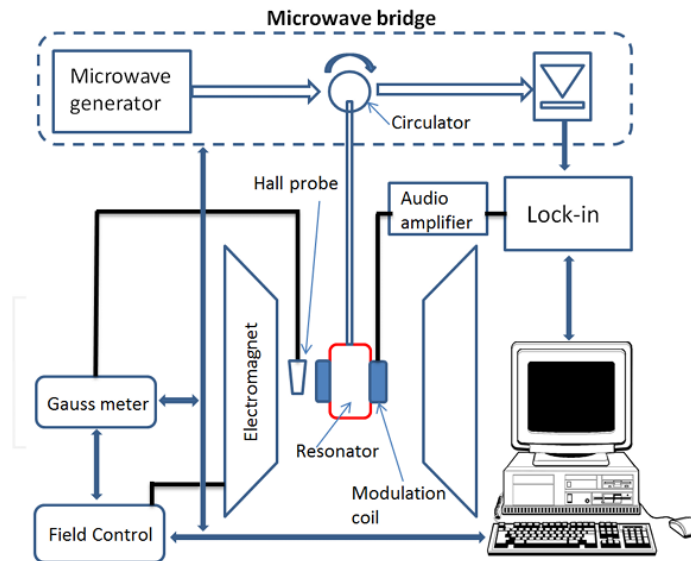 Microwave bridge
Microwave
generator
Circulator
Hall probe
Audio
amplifier
Lock-in
Electromagnet
Gauss meter
Resonator
Modulation
coil
Field Control